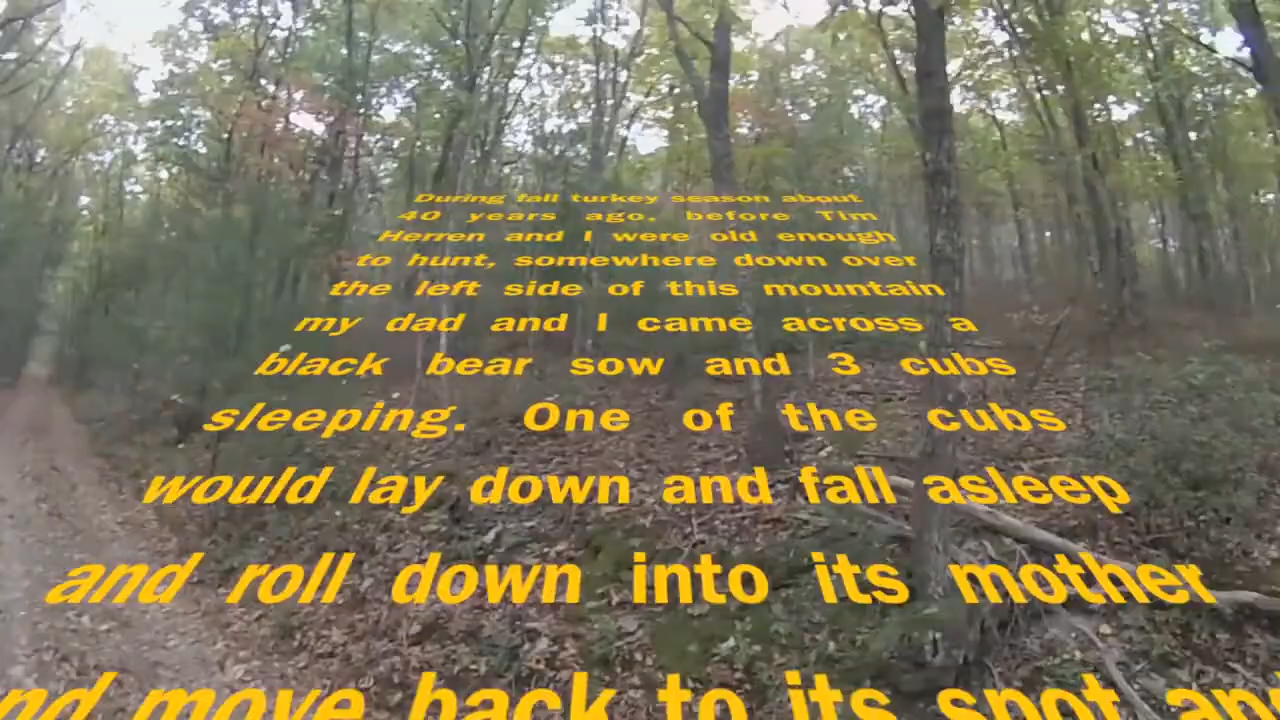 During fall turkey season about
40 years ago, before Tim
Herren and I were old enough
to hunt, somewhere down over
the left side of this mountain
my dad and I came across a
black bear sow and 3 cubs
sleeping. One of the cubs
would lay down and fall asleep
and roll down into its mother
move back to its spot